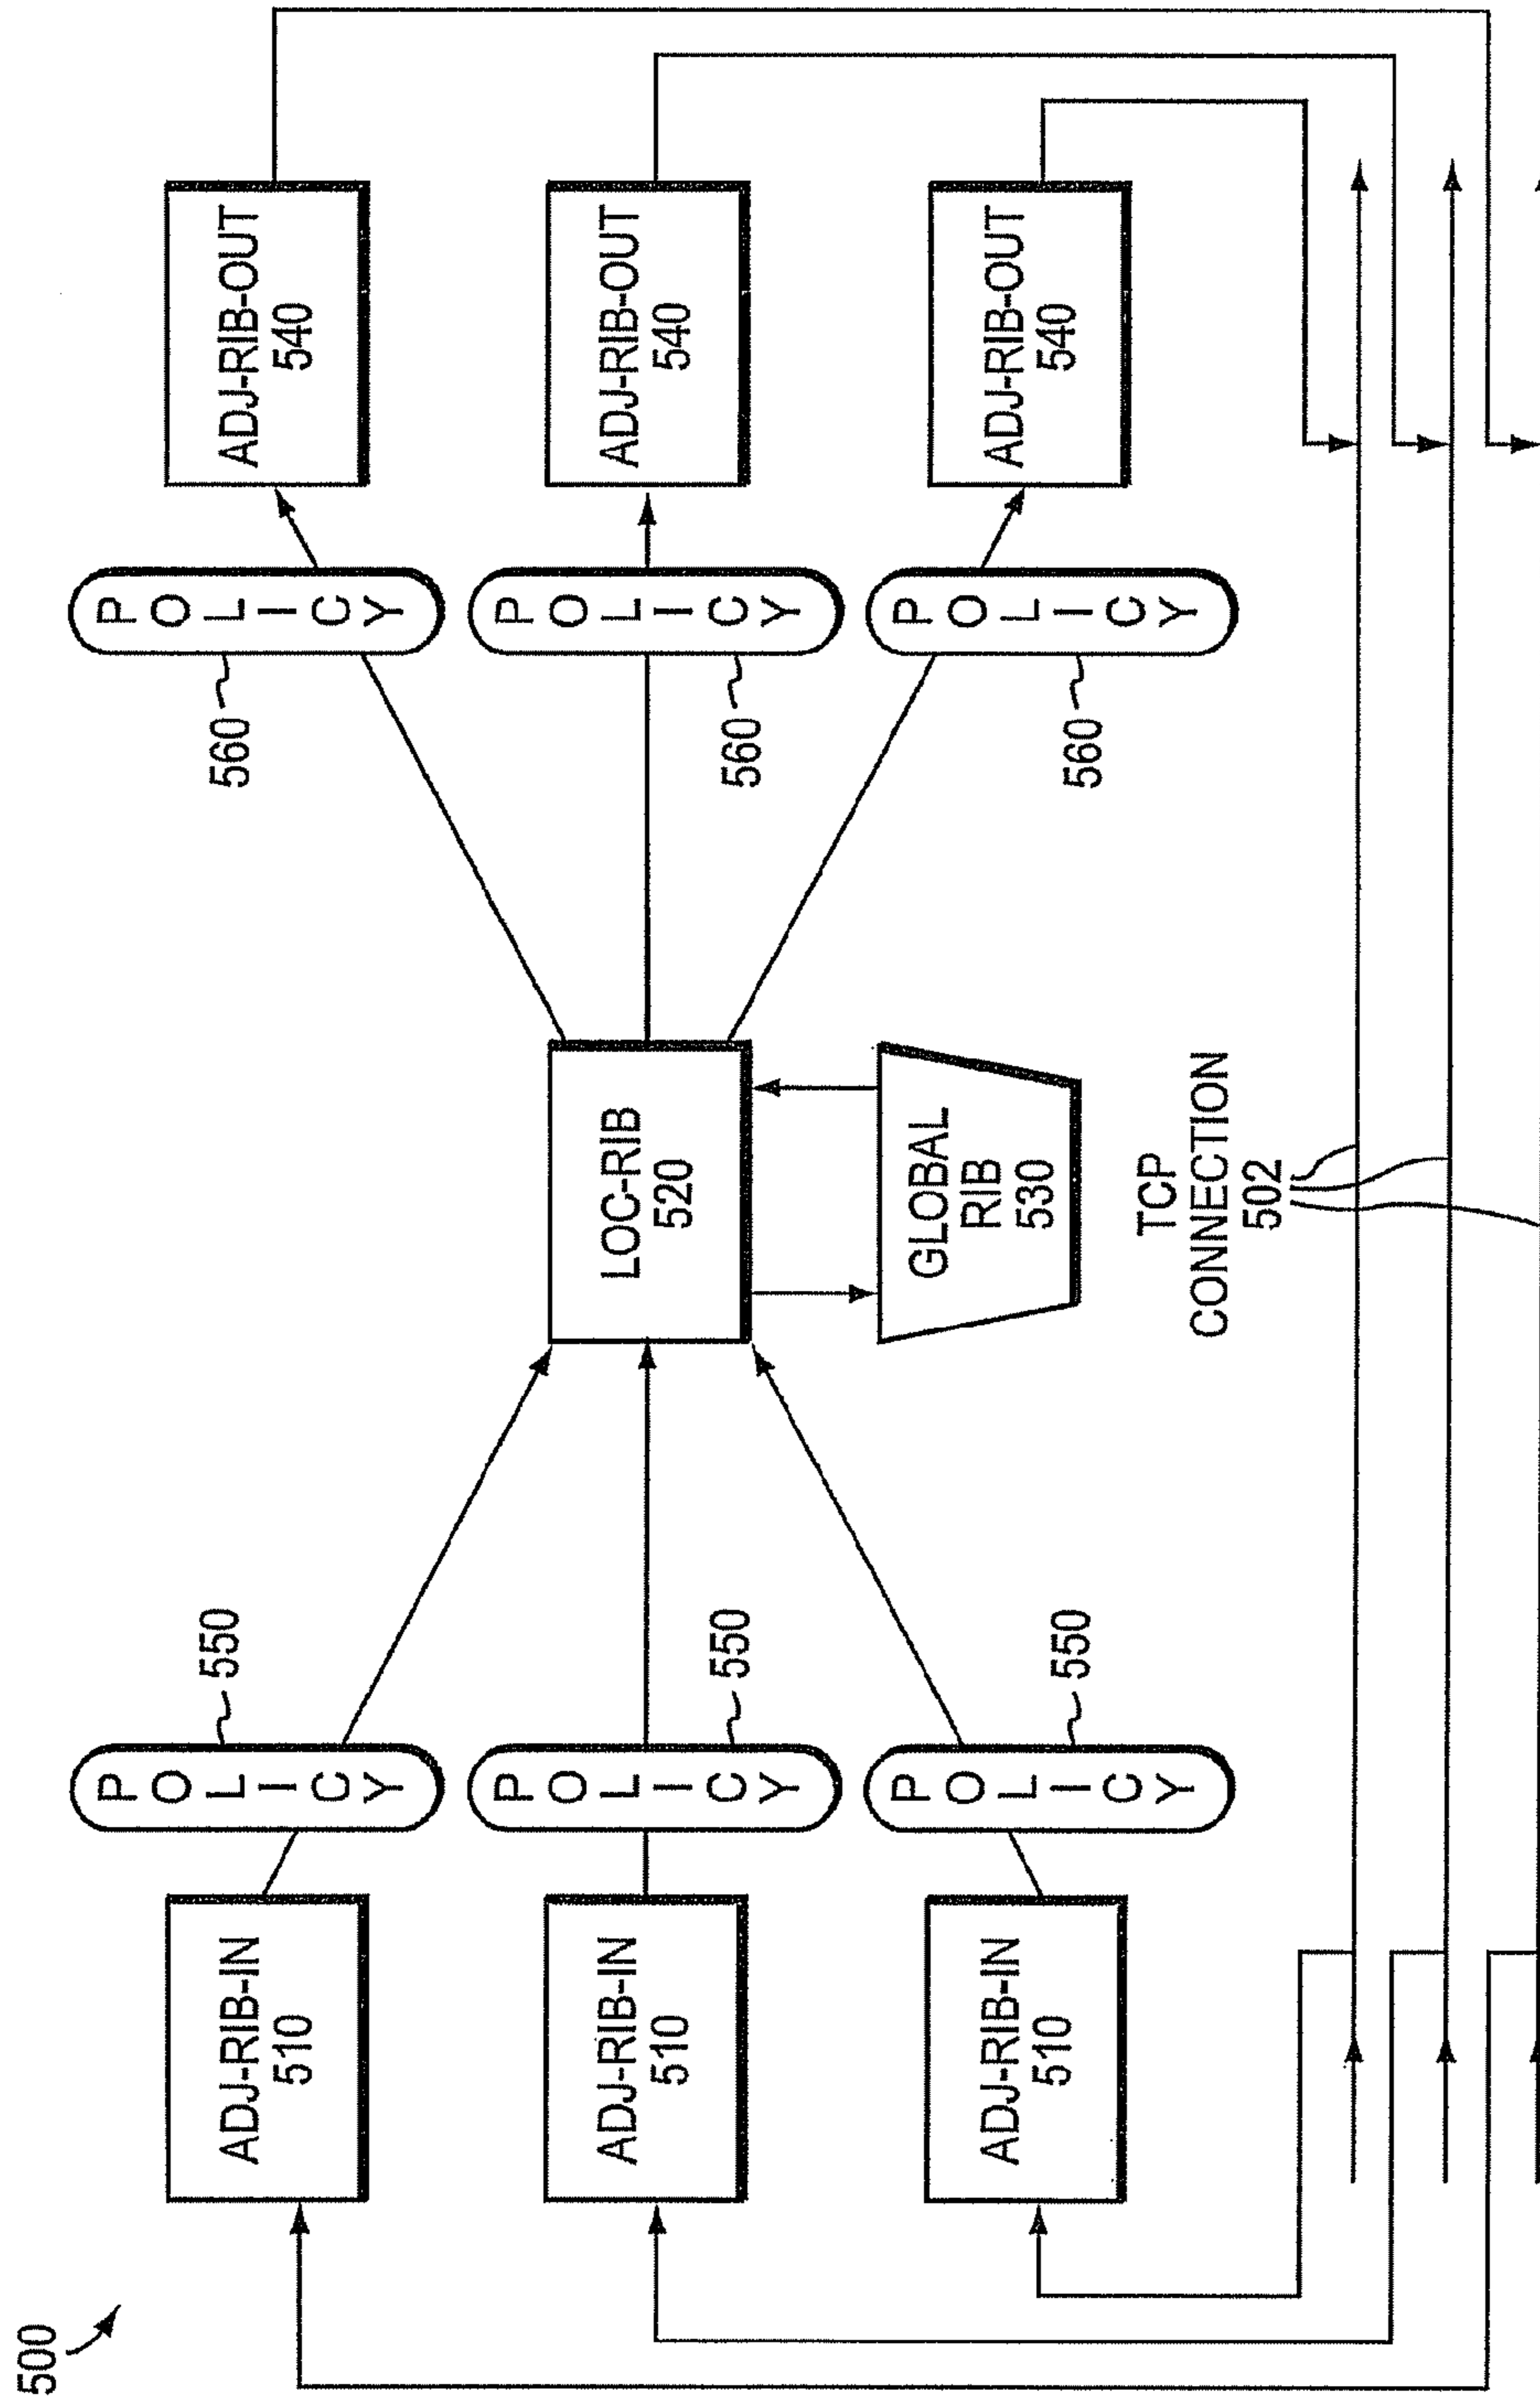 500
ADJ-RIB-IN
510
POLICY
550
LOC-RIB
520
560
POLICY
ADJ-RIB-OUT
540
ADJ-RIB-IN
510
POLICY
550
560
POLICY
ADJ-RIB-OUT
540
ADJ-RIB-IN
510
POLICY
550
GLOBAL
RIB
530
560
POLICY
ADJ-RIB-OUT
540
TCP
CONNECTION
502